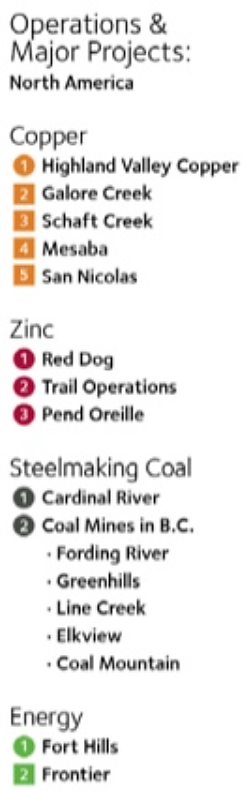 Operations &
Major Projects:
North America
Copper
1 Highland Valley Copper
2 Galore Creek
3 Schaft Creek
4 Mesaba
5 San Nicolas
Zinc
1 Red Dog
2 Trail Operations
3 Pend Oreille
Steelmaking Coal
1 Cardinal River
2 Coal Mines in B.C.
· Fording River
· Greenhills
· Line Creek
· Elkview
· Coal Mountain
Energy
1 Fort Hills
2 Frontier